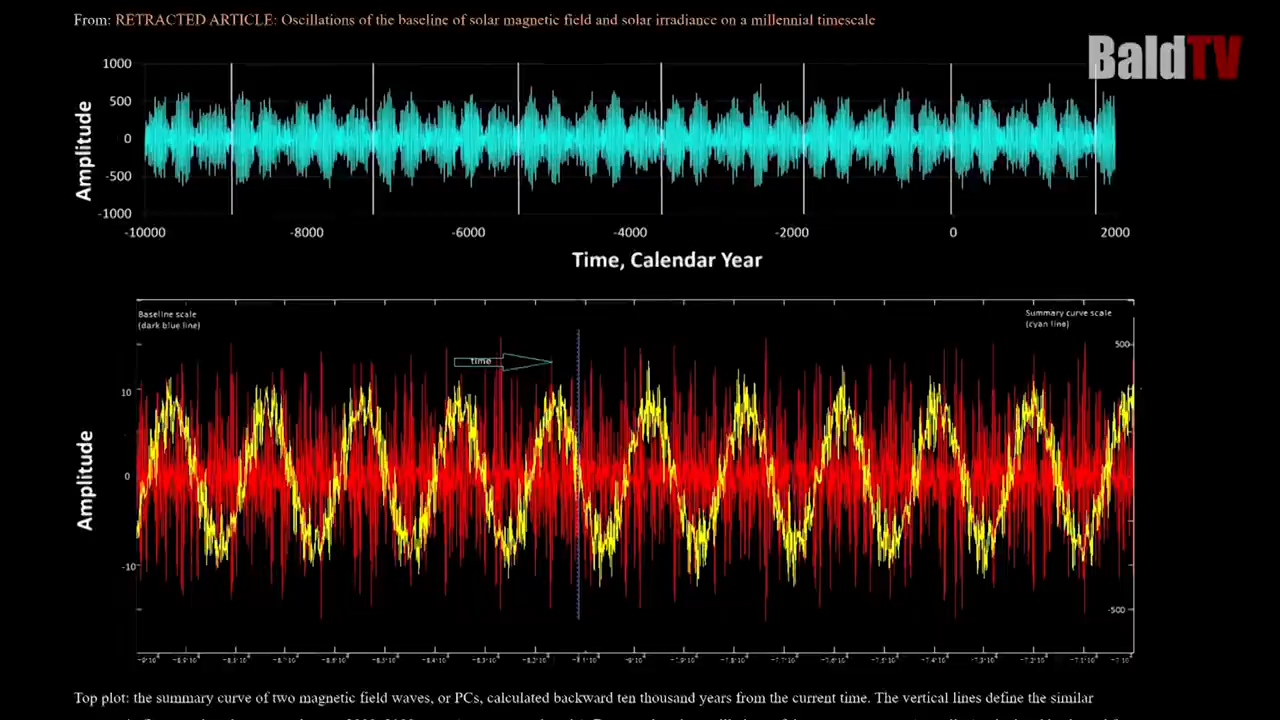 From: RETRACTED ARTICLE: Oscillations of the baseline of solar magnetic field and solar irradiance on a millennial timescale
BaldTV
1000
500
0
-500
-1000
Amplitude
-10000 -8000 -6000 -4000 -2000 0 2000
Time, Calendar Year
Baseline scale
(dark blue line)
Summary curve scale
(cyan line)
time
500
10
0
-10
-500
Amplitude
Top plot: the summary curve of two magnetic field waves, or PCs, calculated backward ten thousand years from the current time. The vertical lines define the similar